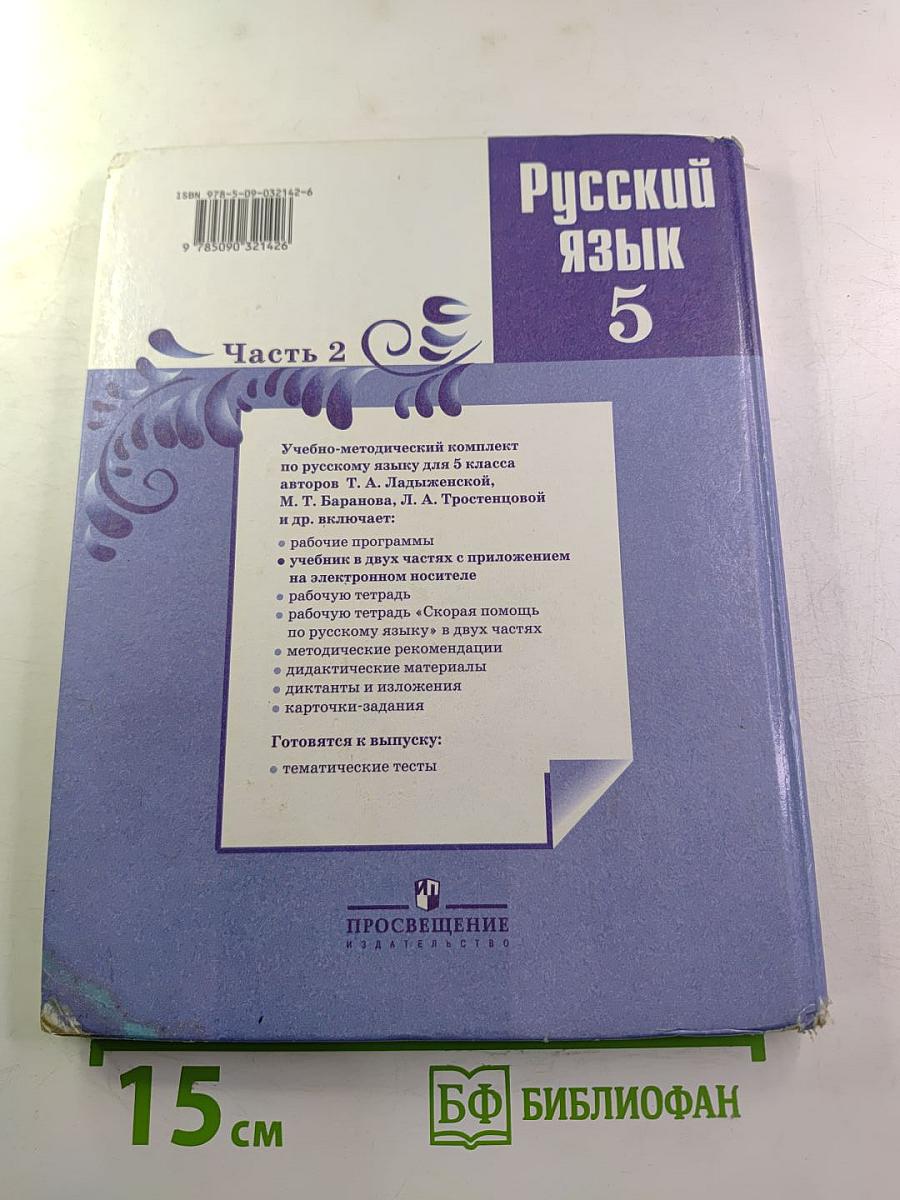 ISBN 978-5-09-032142-6
9 785090 321426
Русский
язык
5
Часть 2
Учебно-методический комплект
по русскому языку для 5 класса
авторов Т. А. Ладыженской,
М. Т. Баранова, Л. А. Тростенцовой
и др. включает:
• рабочие программы
• учебник в двух частях с приложением
на электронном носителе
• рабочую тетрадь
• рабочую тетрадь «Скорая помощь
по русскому языку» в двух частях
• методические рекомендации
• дидактические материалы
• диктанты и изложения
• карточки-задания
Готовятся к выпуску:
• тематические тесты
ИП
ПРОСВЕЩЕНИЕ
ИЗДАТЕЛЬСТВО
15 см
БФ БИБЛИОФАН